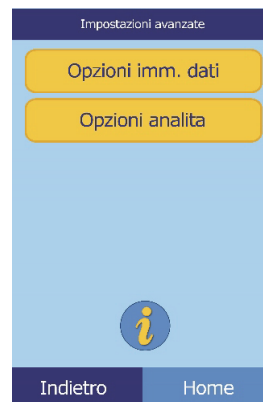 Impostazioni avanzate
Opzioni imm. dati
Opzioni analita
i
Indietro Home